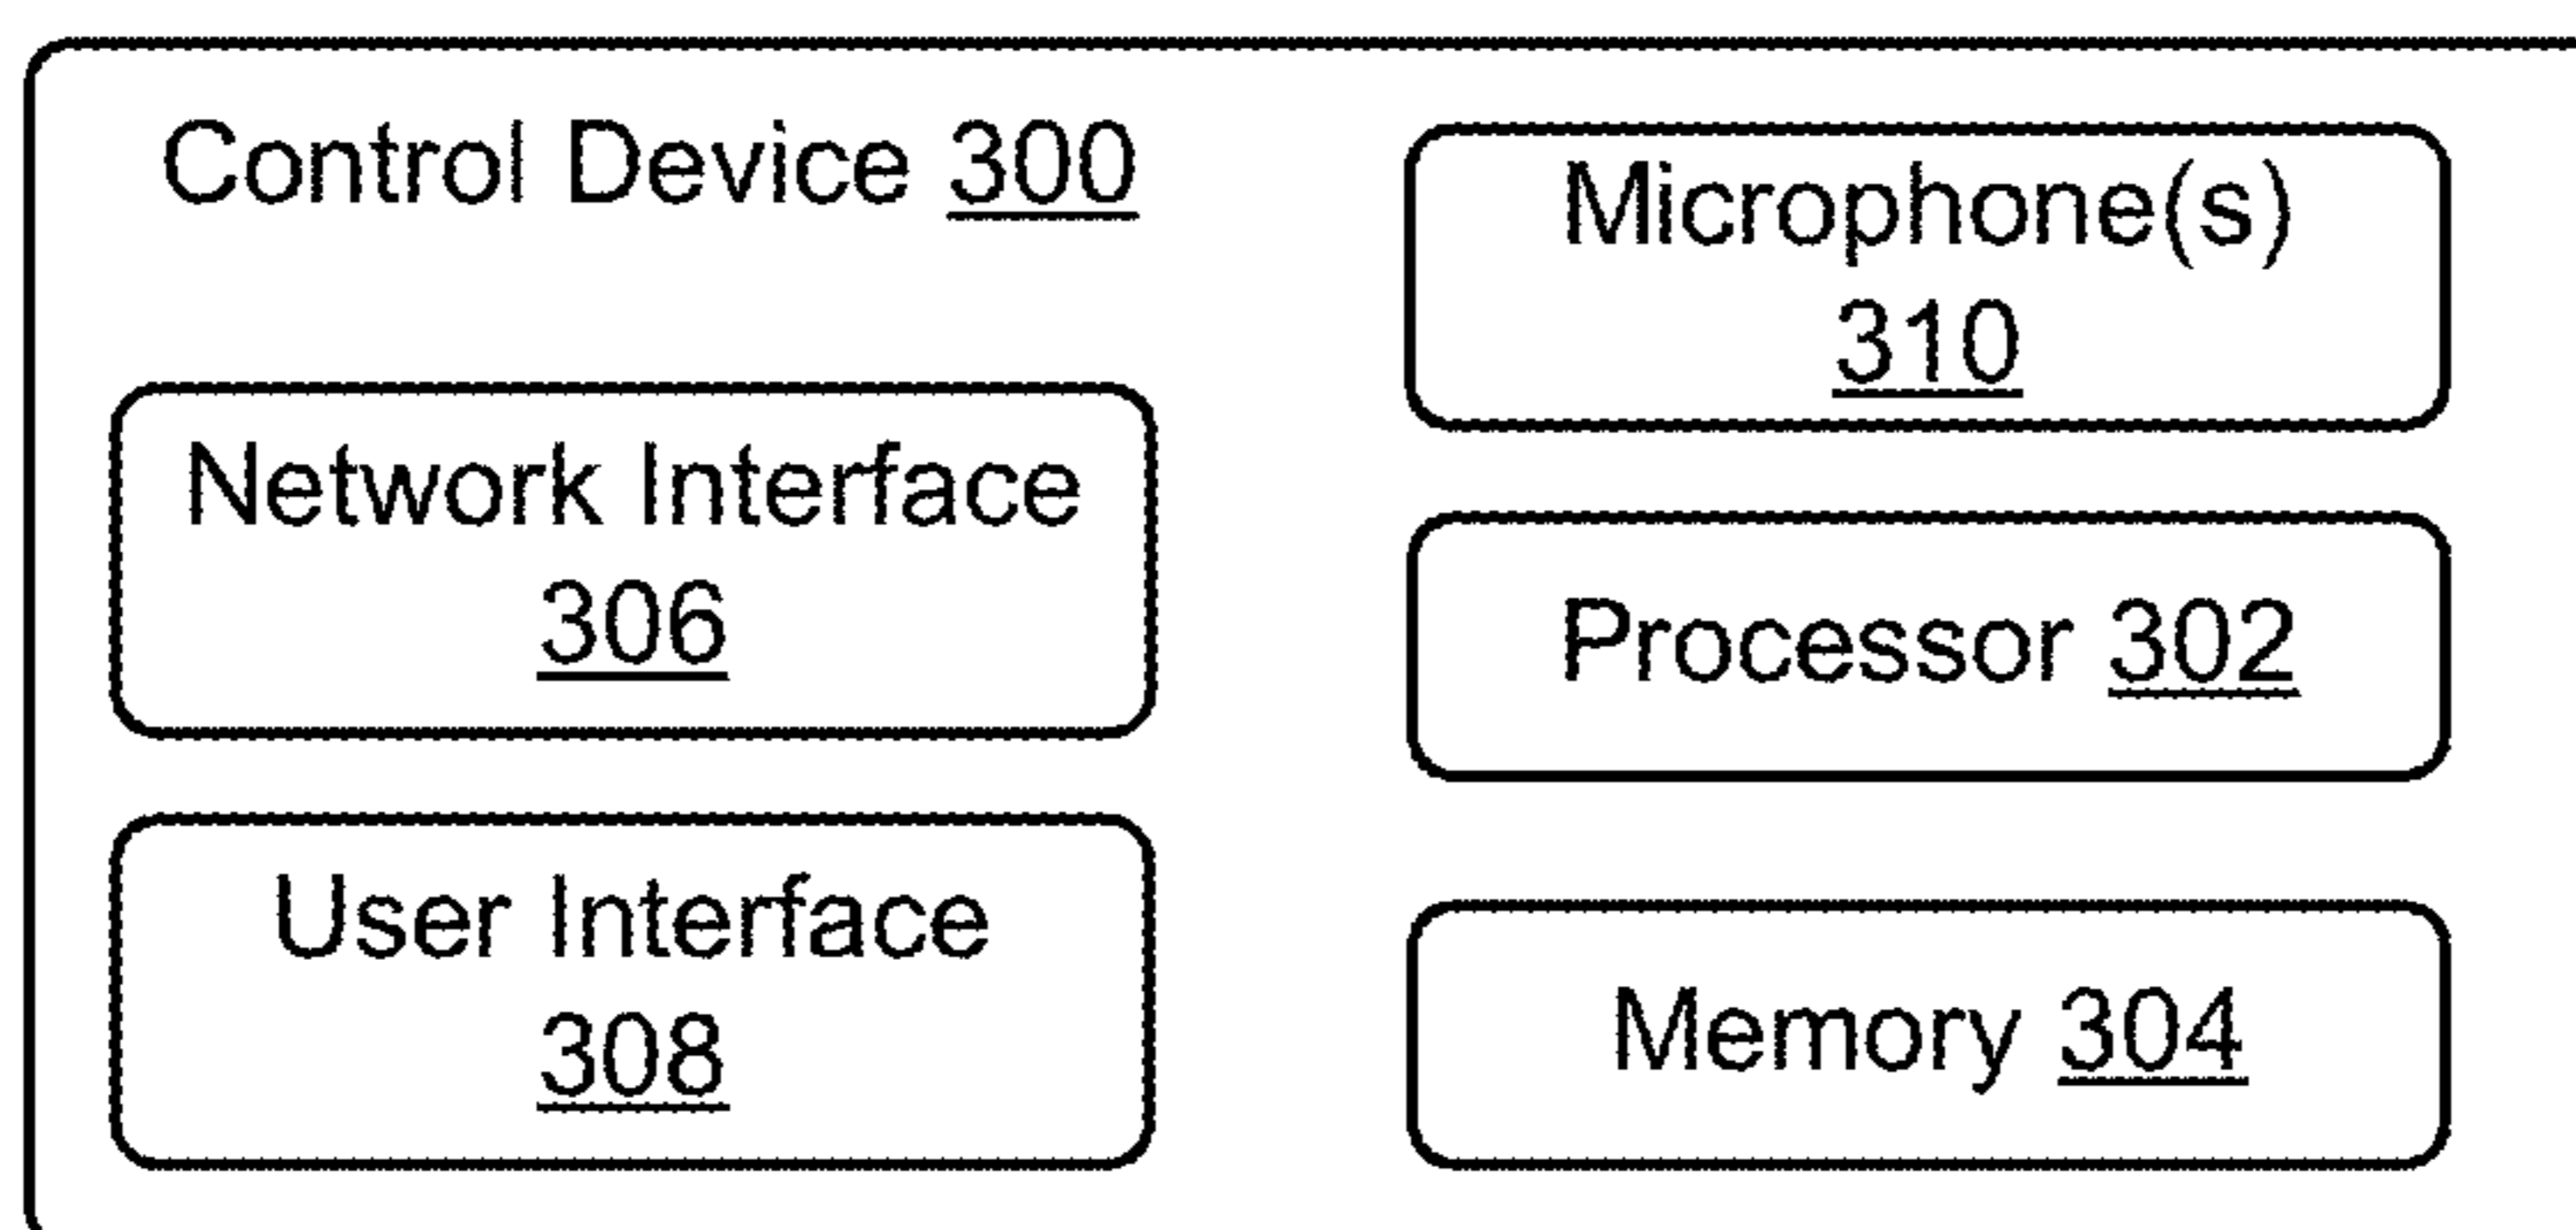 Control Device 300
Network Interface
306
User Interface
308
Microphone(s)
310
Processor 302
Memory 304